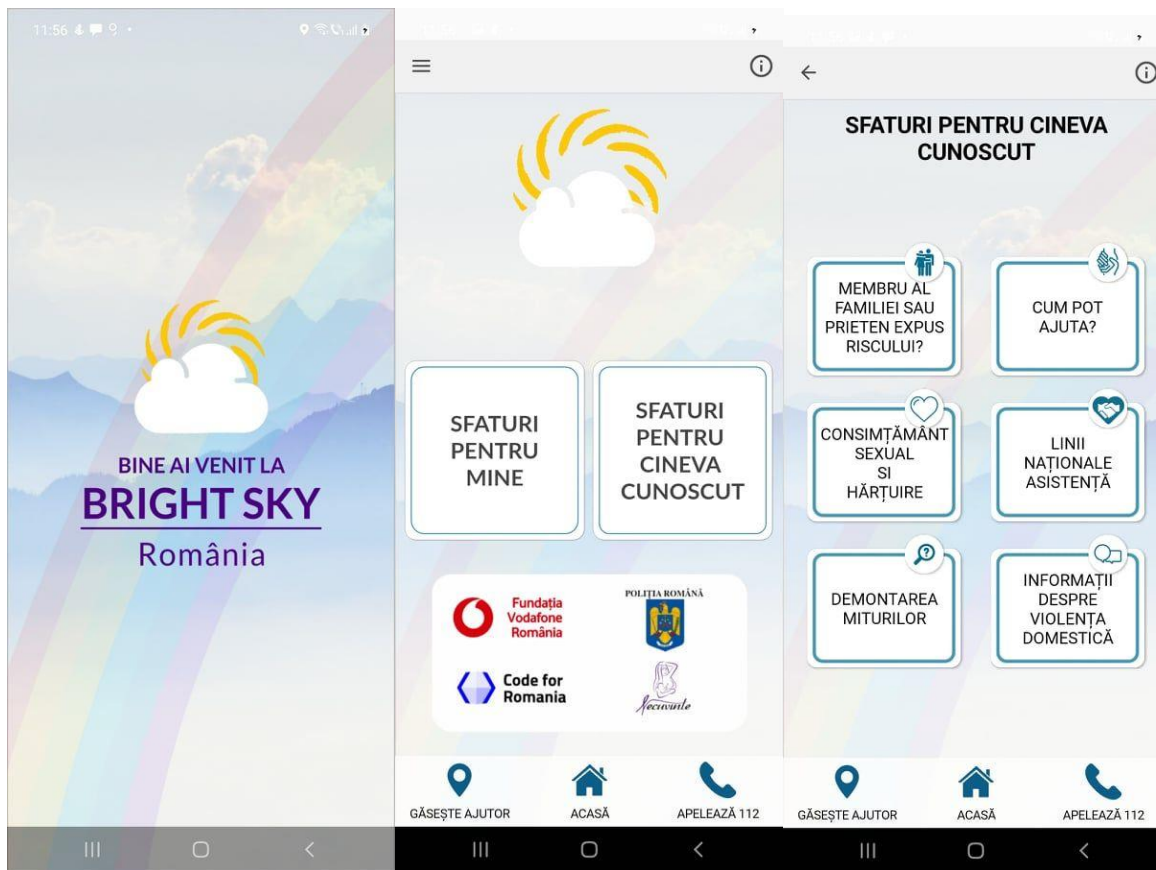 11:56
BINE AI VENIT LA
BRIGHT SKY
România
SFATURI
PENTRU
MINE
SFATURI
PENTRU
CINEVA
CUNOSCUT
Fundația
Vodafone
România
POLIȚIA ROMÂNĂ
Code for
Romania
Necuvinte
GĂSEȘTE AJUTOR
ACASĂ
APELEAZĂ 112
SFATURI PENTRU CINEVA
CUNOSCUT
MEMBRU AL
FAMILIEI SAU
PRIETEN EXPUS
RISCULUI?
CUM POT
AJUTA?
CONSIMȚĂMÂNT
SEXUAL
SI
HĂRȚUIRE
LINII
NAȚIONALE
ASISTENȚĂ
DEMONTAREA
MITURILOR
INFORMAȚII
DESPRE
VIOLENȚA
DOMESTICĂ
GĂSEȘTE AJUTOR
ACASĂ
APELEAZĂ 112